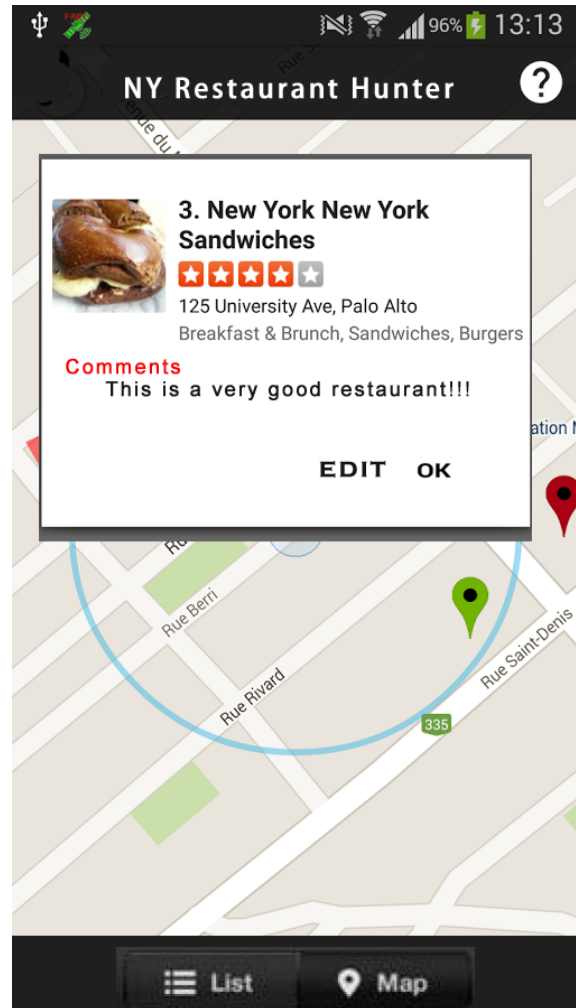 96% 13:13
NY Restaurant Hunter ?
3. New York New York
Sandwiches
125 University Ave, Palo Alto
Breakfast & Brunch, Sandwiches, Burgers
Comments
This is a very good restaurant!!!
EDIT OK
Rue Berri
Rue Rivard
Rue Saint-Denis
335
List Map